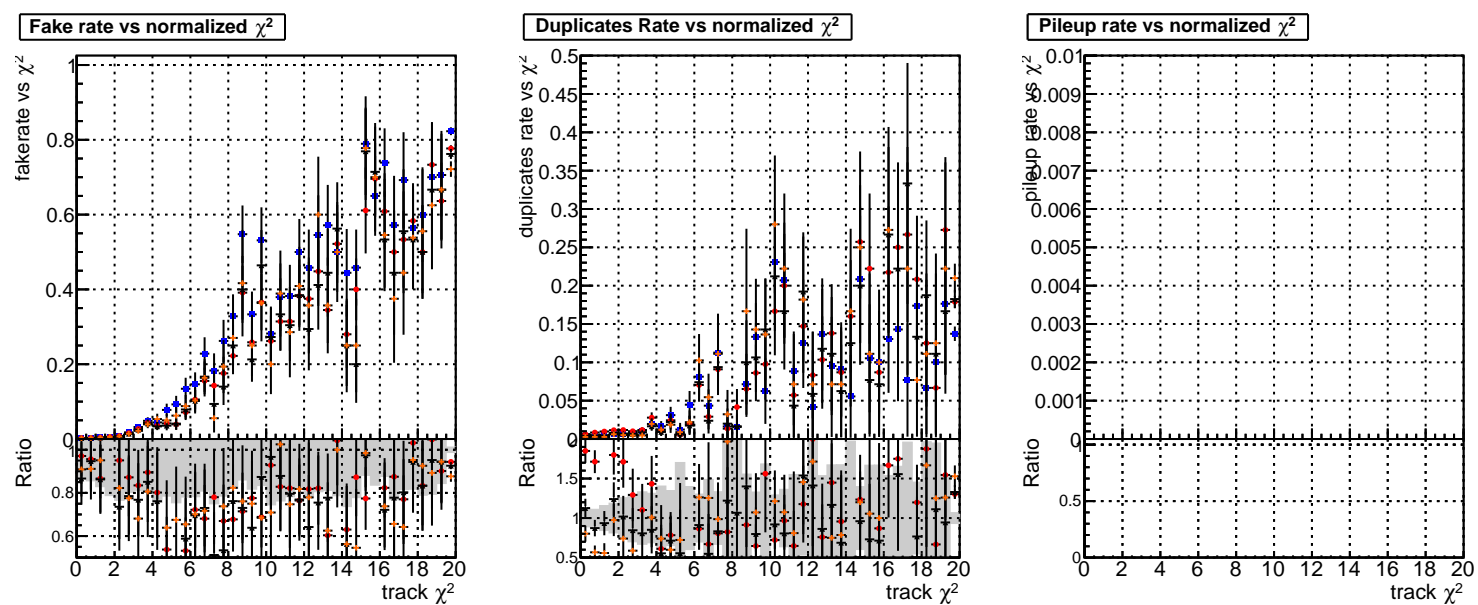 Fake rate vs normalized χ²
fakerate vs χ²
1
0.8
0.6
0.4
0.2
0
Ratio
1
0.8
0.6
0 2 4 6 8 10 12 14 16 18 20
track χ²
Duplicates Rate vs normalized χ²
duplicates rate vs χ²
0.5
0.45
0.4
0.35
0.3
0.25
0.2
0.15
0.1
0.05
0
Ratio
1.5
1
0.5
0 2 4 6 8 10 12 14 16 18 20
track χ²
Pileup rate vs normalized χ²
pileup rate vs χ²
0.01
0.009
0.008
0.007
0.006
0.005
0.004
0.003
0.002
0.001
0
Ratio
1
0.5
0
0 2 4 6 8 10 12 14 16 18 20
track χ²